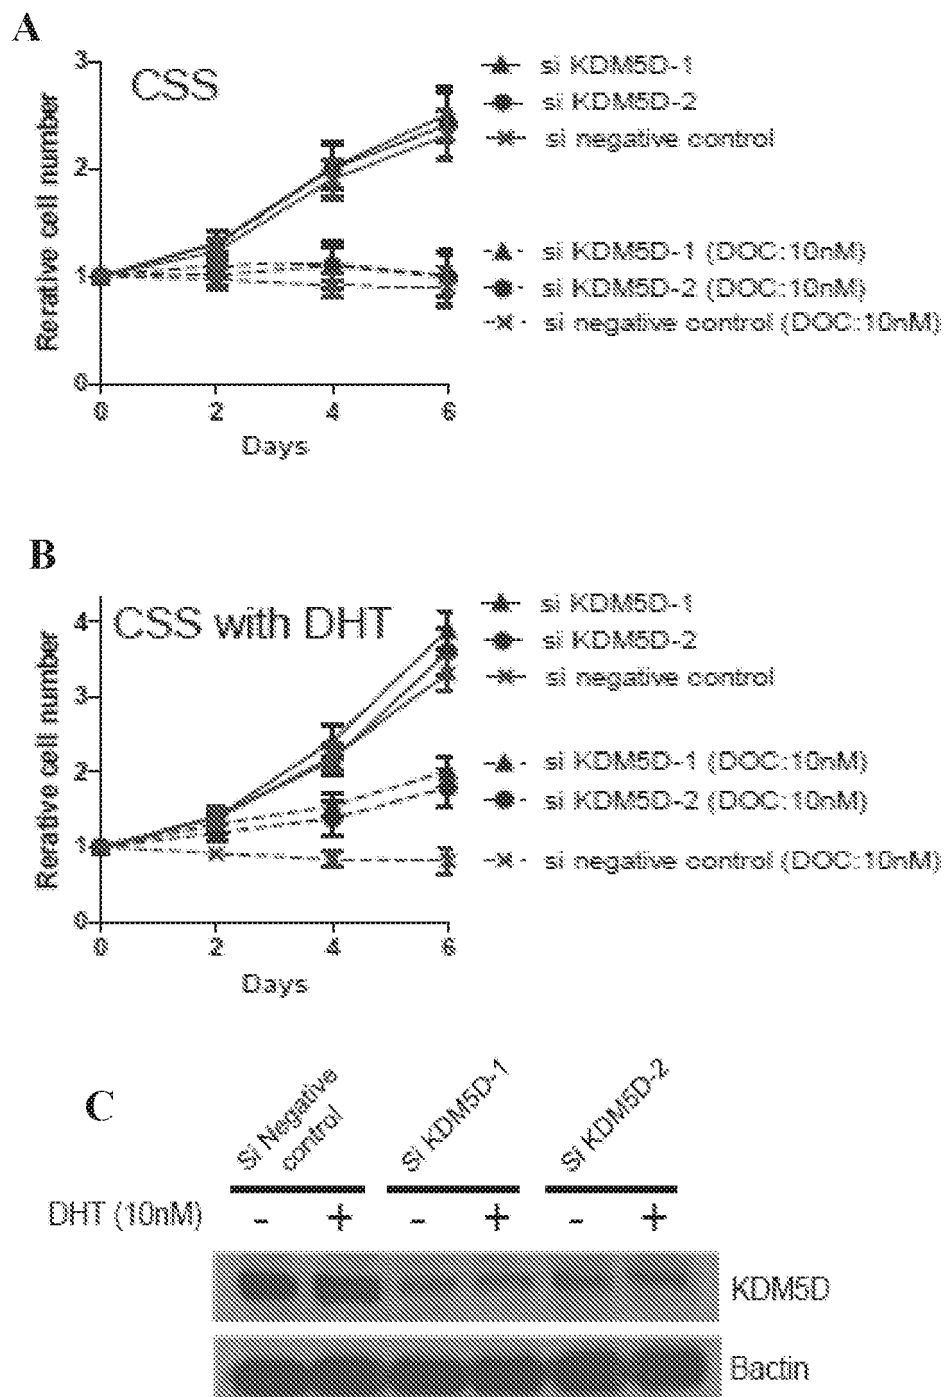 A
CSS
Rerative cell number
3
2
1
0
0 2 4 6
Days
si KDM5D-1
si KDM5D-2
si negative control
si KDM5D-1 (DOC:10nM)
si KDM5D-2 (DOC:10nM)
si negative control (DOC:10nM)
B
CSS with DHT
Rerative cell number
4
3
2
1
0
0 2 4 6
Days
si KDM5D-1
si KDM5D-2
si negative control
si KDM5D-1 (DOC:10nM)
si KDM5D-2 (DOC:10nM)
si negative control (DOC:10nM)
C
Si Negative
control
Si KDM5D-1
Si KDM5D-2
DHT (10nM) - + - + - +
KDM5D
Bactin